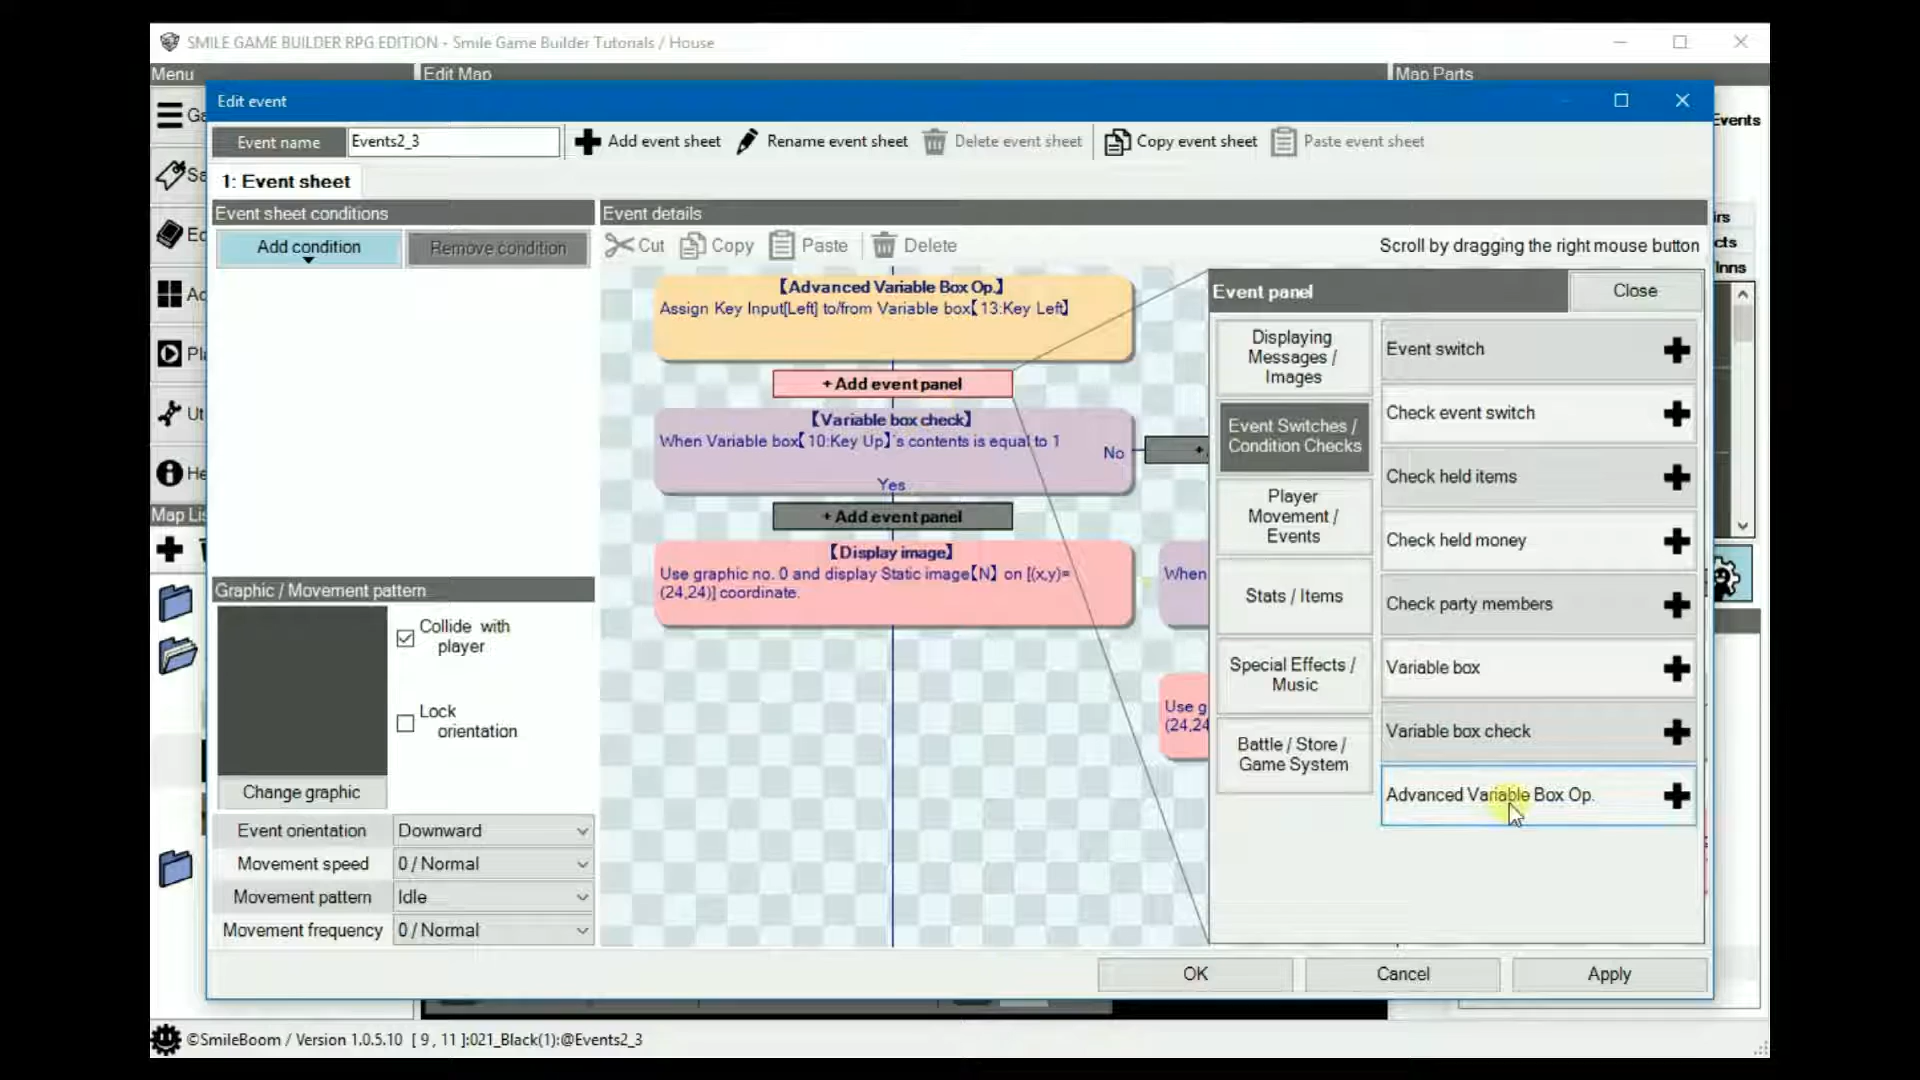 SMILE GAME BUILDER RPG EDITION - Smile Game Builder Tutorials / House
Menu
Edit Map
Map Parts
Edit event
Event name
Events2_3
Add event sheet
Rename event sheet
Delete event sheet
Copy event sheet
Paste event sheet
1: Event sheet
Event sheet conditions
Add condition
Remove condition
Event details
Cut
Copy
Paste
Delete
Scroll by dragging the right mouse button
【Advanced Variable Box Op.】
Assign Key Input[Left] to/from Variable box【13:Key Left】
+ Add event panel
【Variable box check】
When Variable box【10:Key Up】's contents is equal to 1
No
Yes
+ Add event panel
【Display image】
Use graphic no. 0 and display Static image【N】 on [(x,y)=
(24,24)] coordinate.
When
Use g
(24,24
Event panel
Close
Displaying
Messages /
Images
Event Switches /
Condition Checks
Player
Movement /
Events
Stats / Items
Special Effects /
Music
Battle / Store /
Game System
Event switch
Check event switch
Check held items
Check held money
Check party members
Variable box
Variable box check
Advanced Variable Box Op.
Graphic / Movement pattern
Collide with
player
Lock
orientation
Change graphic
Event orientation
Downward
Movement speed
0 / Normal
Movement pattern
Idle
Movement frequency
0 / Normal
OK
Cancel
Apply
Map Lis
Events
©SmileBoom / Version 1.0.5.10 [ 9 , 11 ]:021_Black(1):@Events2_3